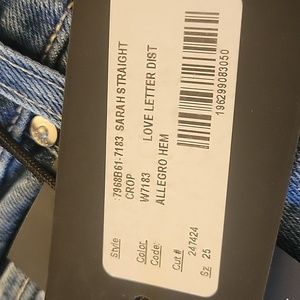 Style 7968B61-7183 SARAH STRAIGHT
CROP
Color W7183 LOVE LETTER DIST
Code: ALLEGRO HEM
Cut # 247424
Sz 25
196299083050